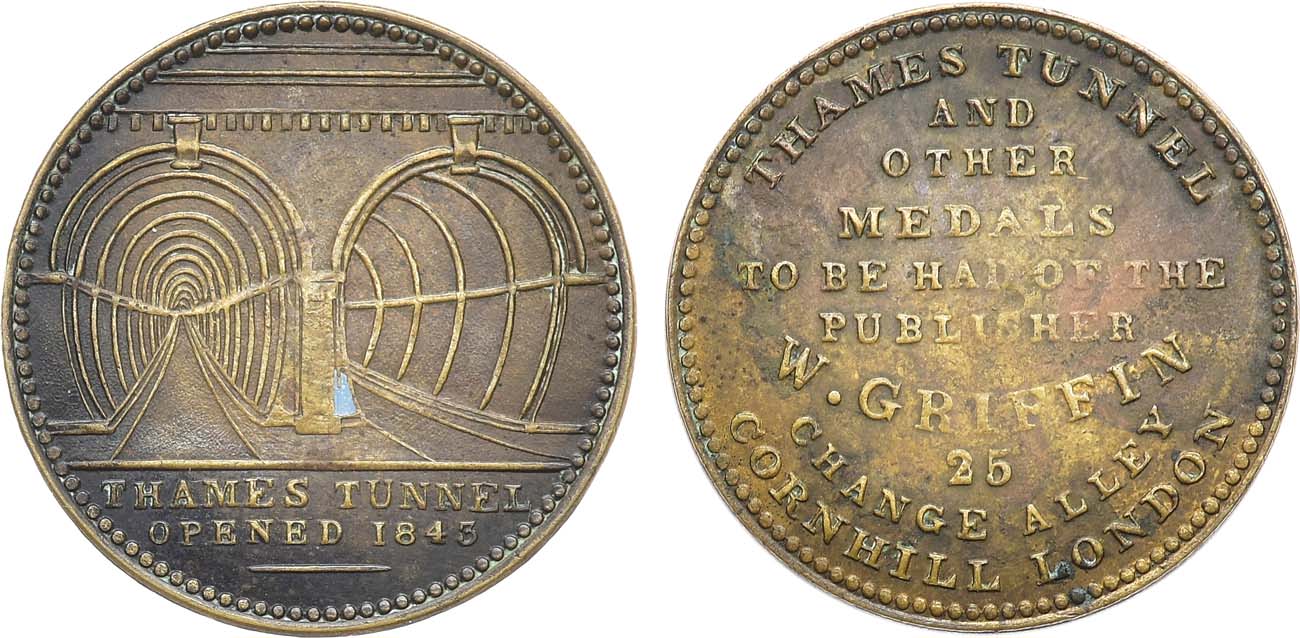 THAMES TUNNEL
OPENED 1843
THAMES TUNNEL
AND
OTHER
MEDALS
TO BE HAD OF THE
PUBLISHER
W. GRIFFIN
25
CHANGE ALLEY
CORNHILL LONDON